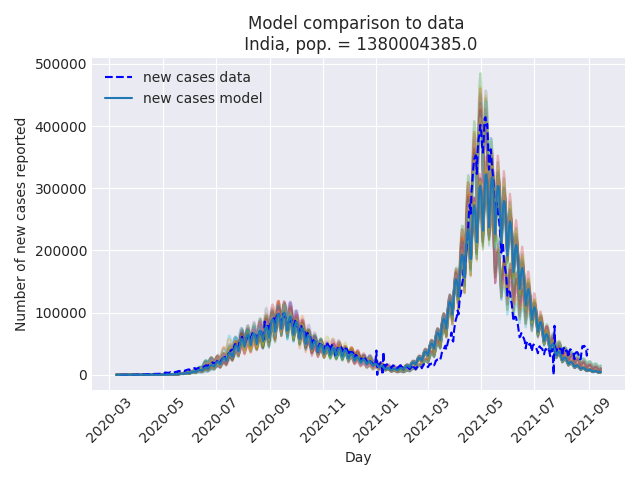 Model comparison to data
India, pop. = 1380004385.0
new cases data
new cases model
Number of new cases reported
500000
400000
300000
200000
100000
0
2020-03
2020-05
2020-07
2020-09
2020-11
2021-01
2021-03
2021-05
2021-07
2021-09
Day